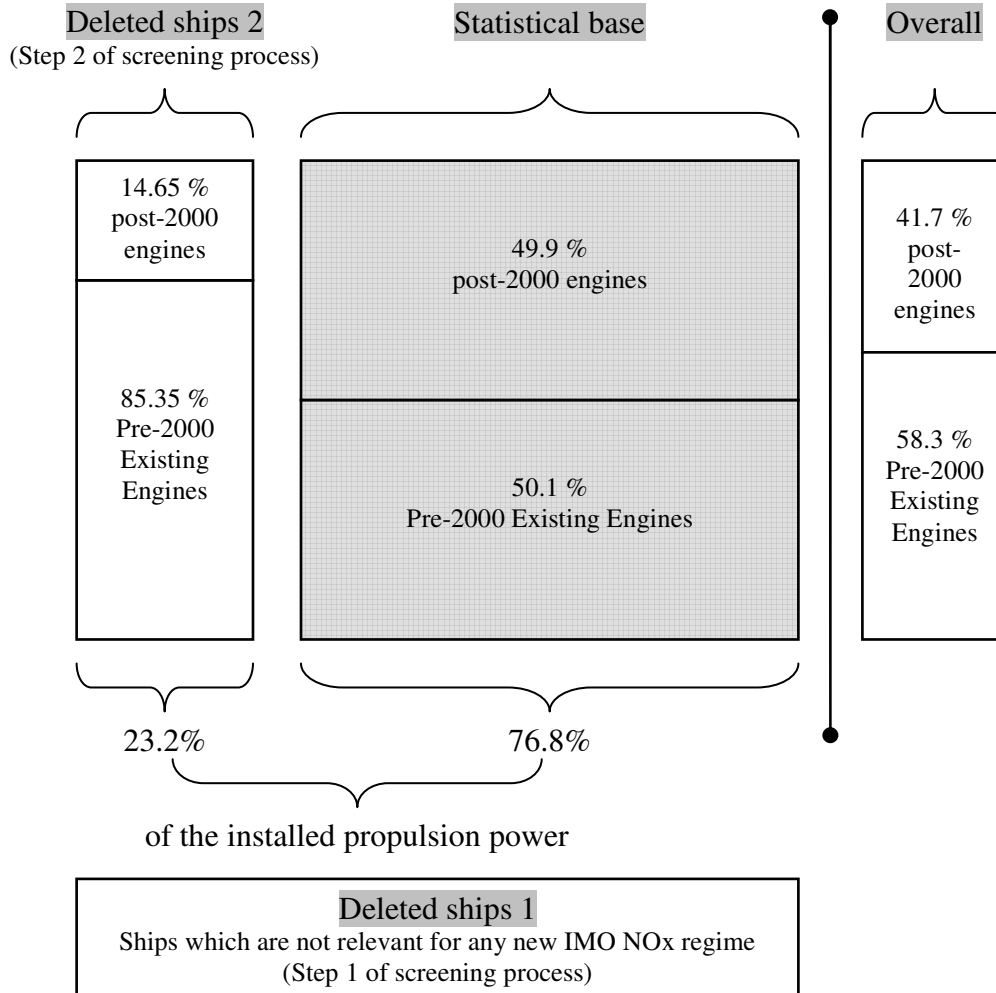 Deleted ships 2
(Step 2 of screening process)
Statistical base
Overall
14.65 %
post-2000
engines
85.35 %
Pre-2000
Existing
Engines
49.9 %
post-2000 engines
50.1 %
Pre-2000 Existing Engines
41.7 %
post-
2000
engines
58.3 %
Pre-2000
Existing
Engines
23.2%
76.8%
of the installed propulsion power
Deleted ships 1
Ships which are not relevant for any new IMO NOx regime
(Step 1 of screening process)